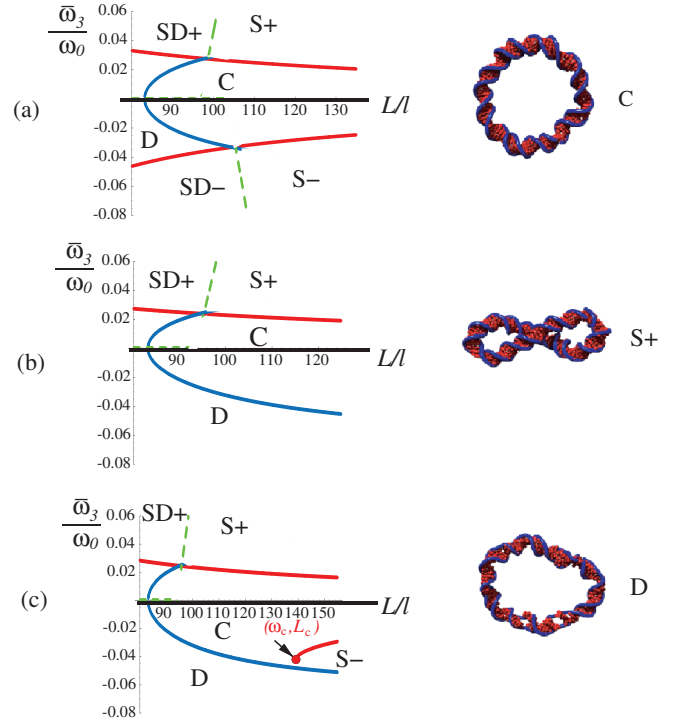 ω̅₃
ω₀
0.06
0.04
0.02
-0.02
-0.04
-0.06
-0.08
SD+
S+
C
90
100
110
120
130
L/l
(a)
D
SD−
S−
C
ω̅₃
ω₀
0.06
0.04
0.02
-0.02
-0.04
-0.06
-0.08
SD+
S+
C
90
100
110
120
L/l
(b)
D
S+
ω̅₃
ω₀
0.06
0.04
0.02
-0.02
-0.04
-0.06
-0.08
SD+
S+
90 100 110 120 130 140 150
L/l
(c)
C
(ω_c, L_c)
S−
D
D